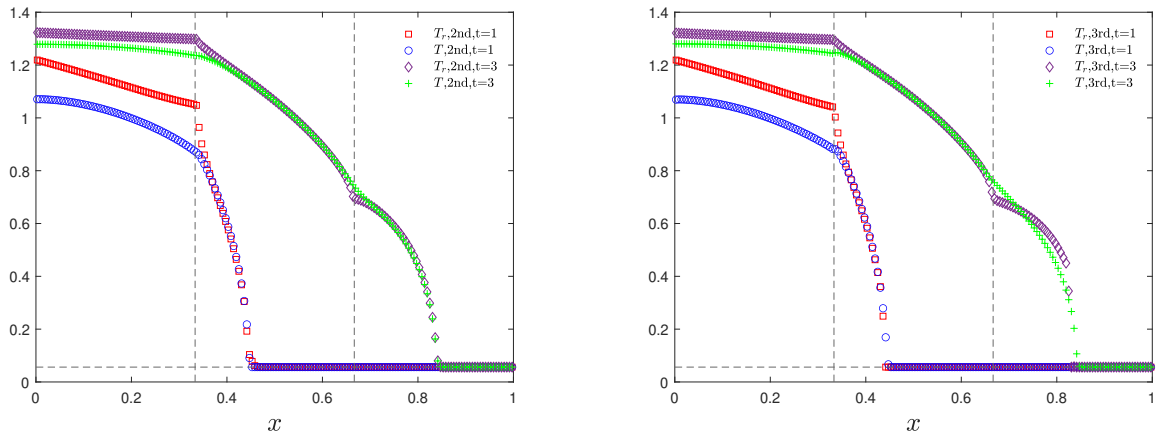 1.4
1.2
1
0.8
0.6
0.4
0.2
0
0 0.2 0.4 0.6 0.8 1
x
T_r,2nd,t=1
T,2nd,t=1
T_r,2nd,t=3
T,2nd,t=3
1.4
1.2
1
0.8
0.6
0.4
0.2
0
0 0.2 0.4 0.6 0.8 1
x
T_r,3rd,t=1
T,3rd,t=1
T_r,3rd,t=3
T,3rd,t=3